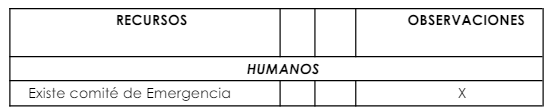 RECURSOS OBSERVACIONES
HUMANOS
Existe comité de Emergencia X